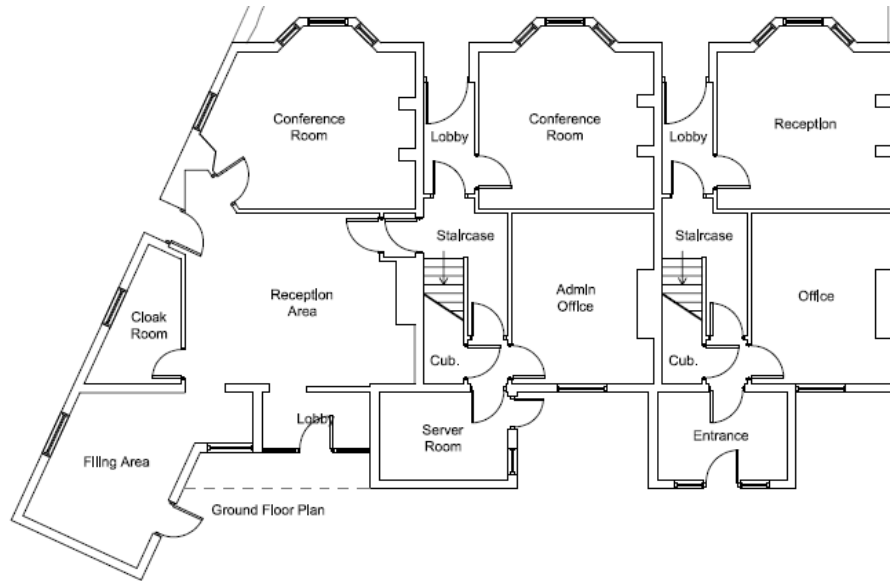 Conference
Room
Lobby
Conference
Room
Lobby
Reception
Staircase
Staircase
Reception
Area
Admin
Office
Office
Cloak
Room
Cub.
Cub.
Lobby
Server
Room
Entrance
Filing Area
Ground Floor Plan